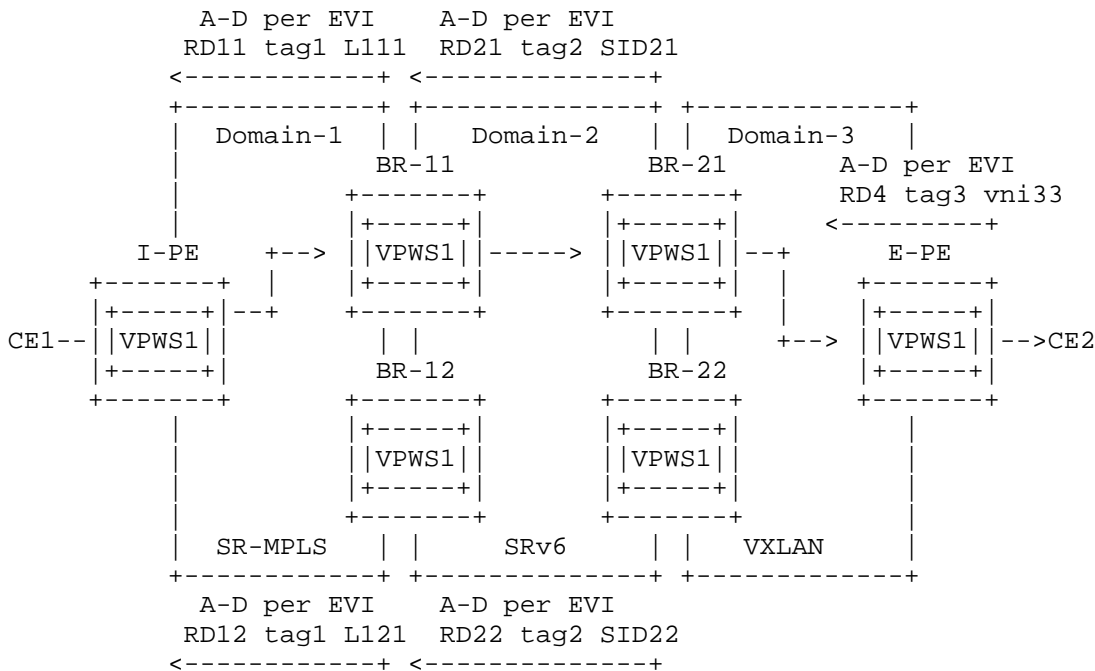 A-D per EVI   A-D per EVI
RD11 tag1 L111  RD21 tag2 SID21
<------------+ <--------------+
+------------+ +--------------+ +-------------+
|  Domain-1  | |   Domain-2   | |  Domain-3   |
|            BR-11            BR-21       A-D per EVI
|          +-------+        +-------+     RD4 tag3 vni33
|          |+-----+|        |+-----+|    <---------+
I-PE   +--> ||VPWS1||-----> ||VPWS1||--+      E-PE
+-------+  |    |+-----+|        |+-----+|  |    +-------+
|+-----+|--+    +-------+        +-------+  |    |+-----+|
CE1--||VPWS1||         | |              | |    +--> ||VPWS1||-->CE2
|+-----+|         BR-12            BR-22         |+-----+|
+-------+       +-------+        +-------+       +-------+
|          |+-----+|        |+-----+|          |
|          ||VPWS1||        ||VPWS1||          |
|          |+-----+|        |+-----+|          |
|          +-------+        +-------+          |
|  SR-MPLS   | |     SRv6     | |   VXLAN     |
+------------+ +--------------+ +-------------+
A-D per EVI   A-D per EVI
RD12 tag1 L121  RD22 tag2 SID22
<------------+ <--------------+